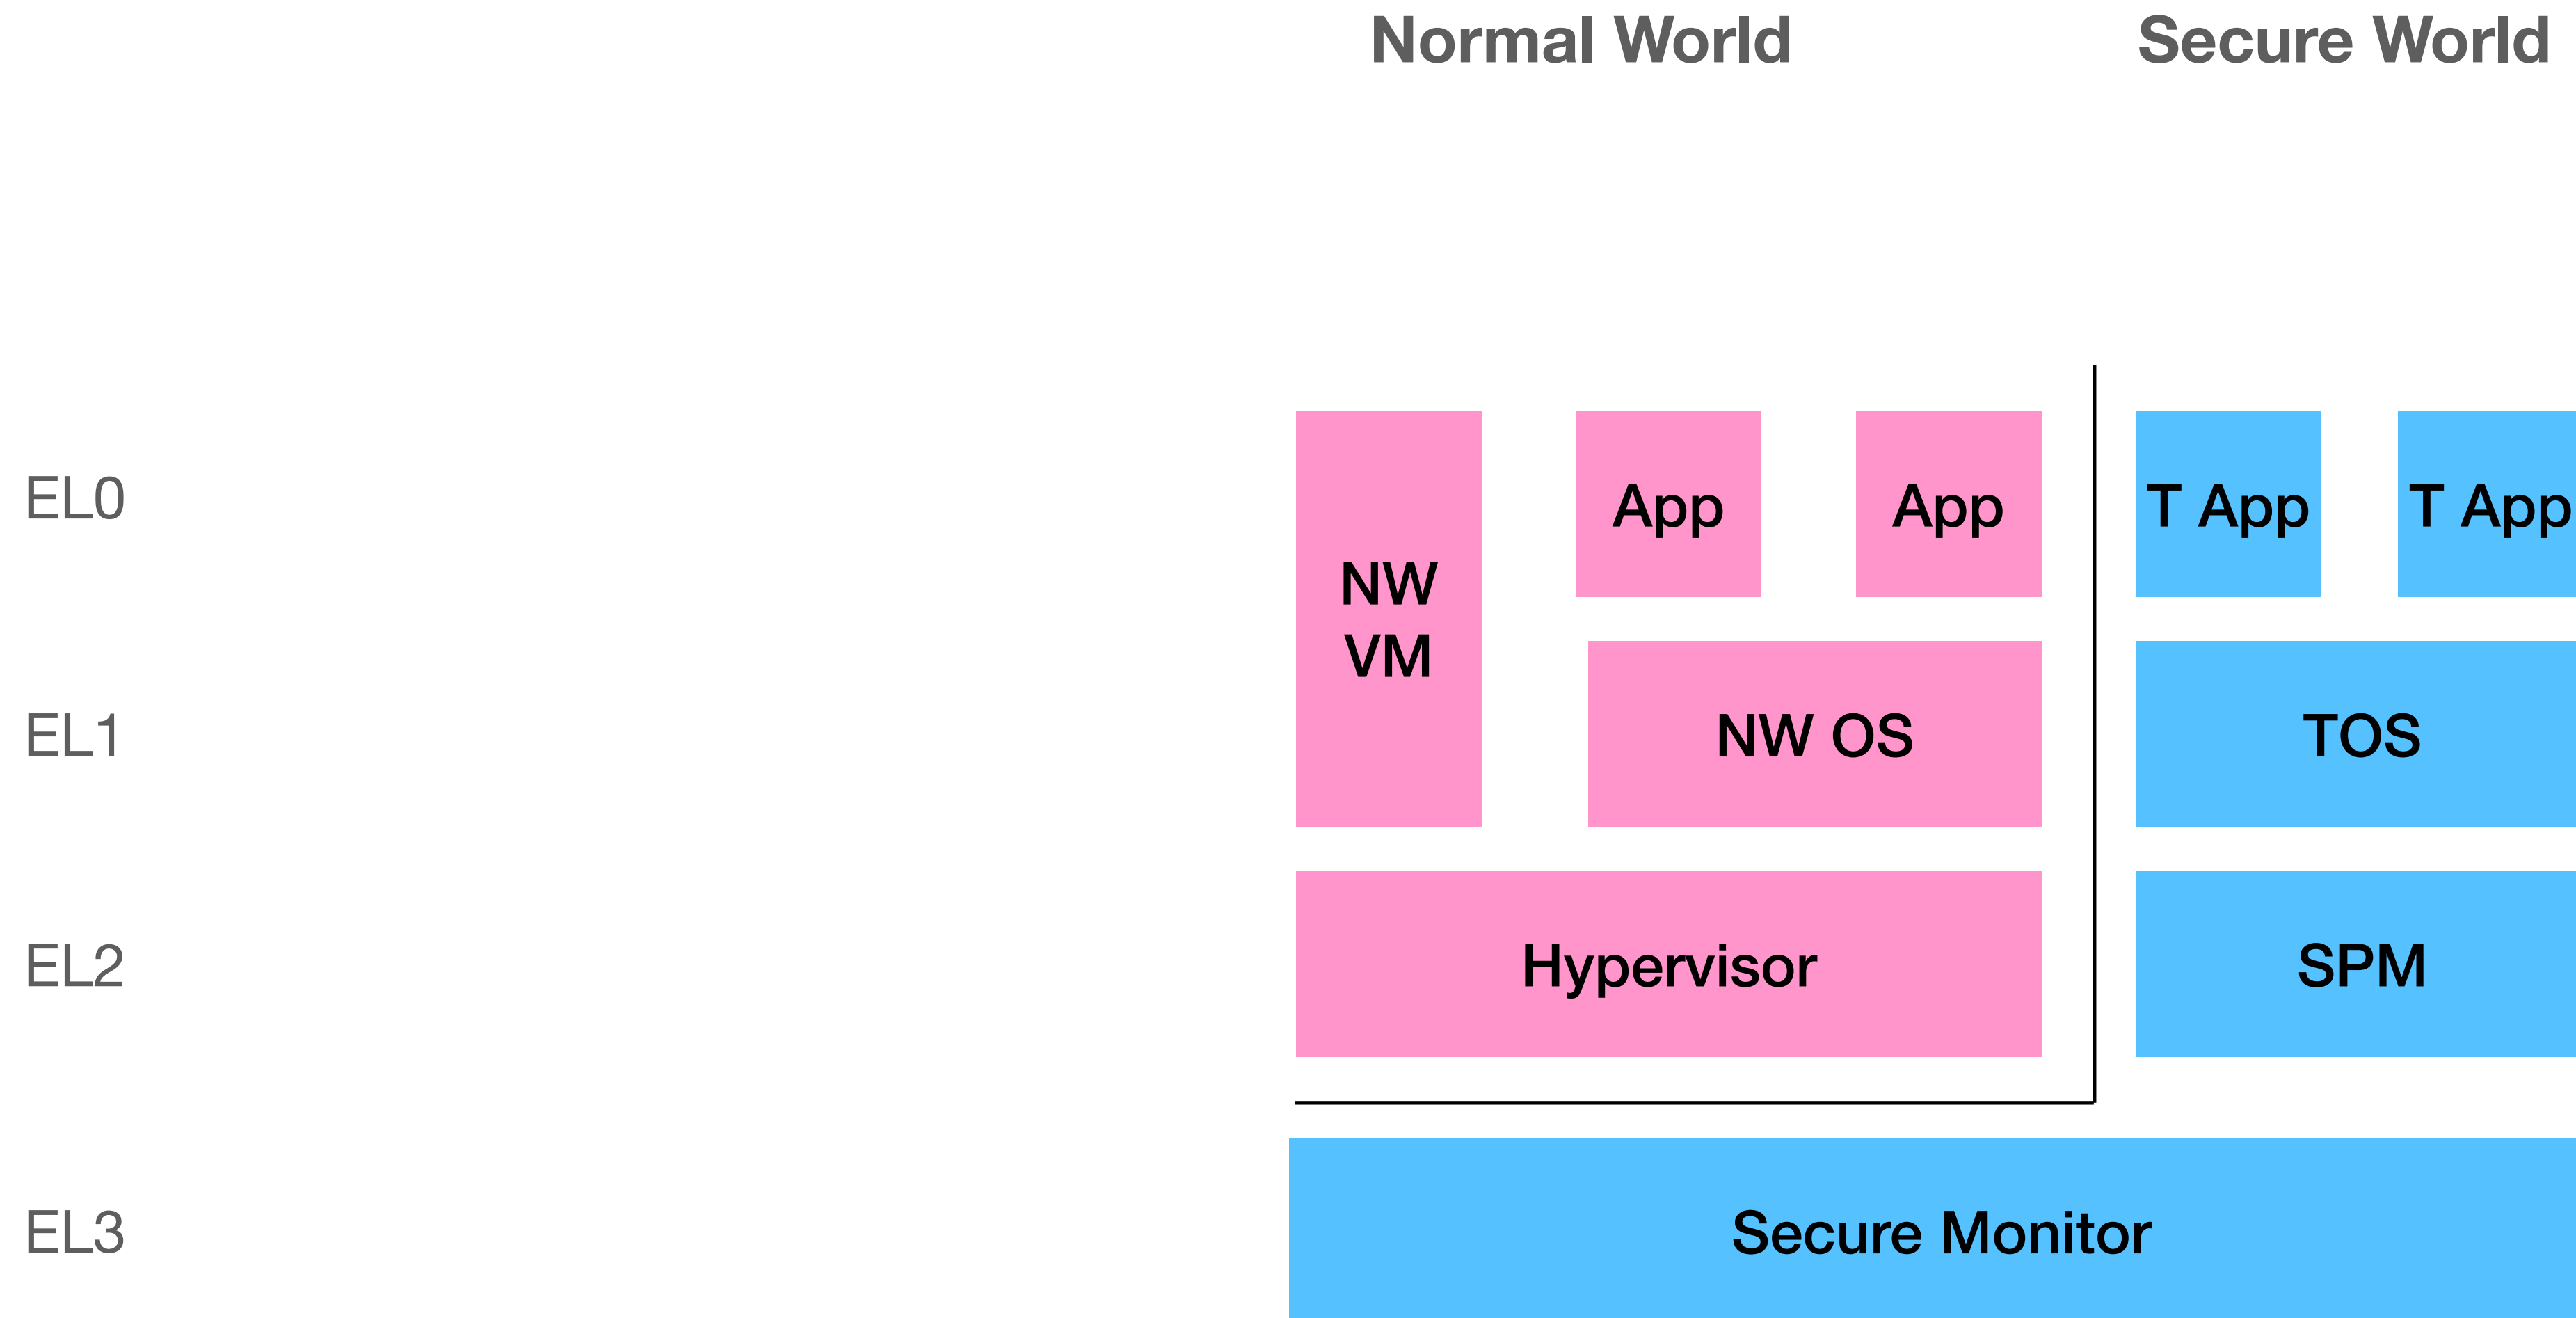 Normal World
Secure World
EL0
NW
VM
App
App
T App
T App
EL1
NW OS
TOS
EL2
Hypervisor
SPM
EL3
Secure Monitor